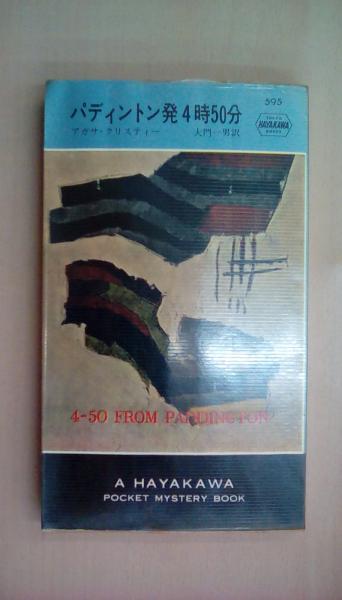 595
パディントン発4時50分
アガサ・クリスティー 大門一男訳
HAYAKAWA
4-50 FROM PADDINGTON
A HAYAKAWA
POCKET MYSTERY BOOK